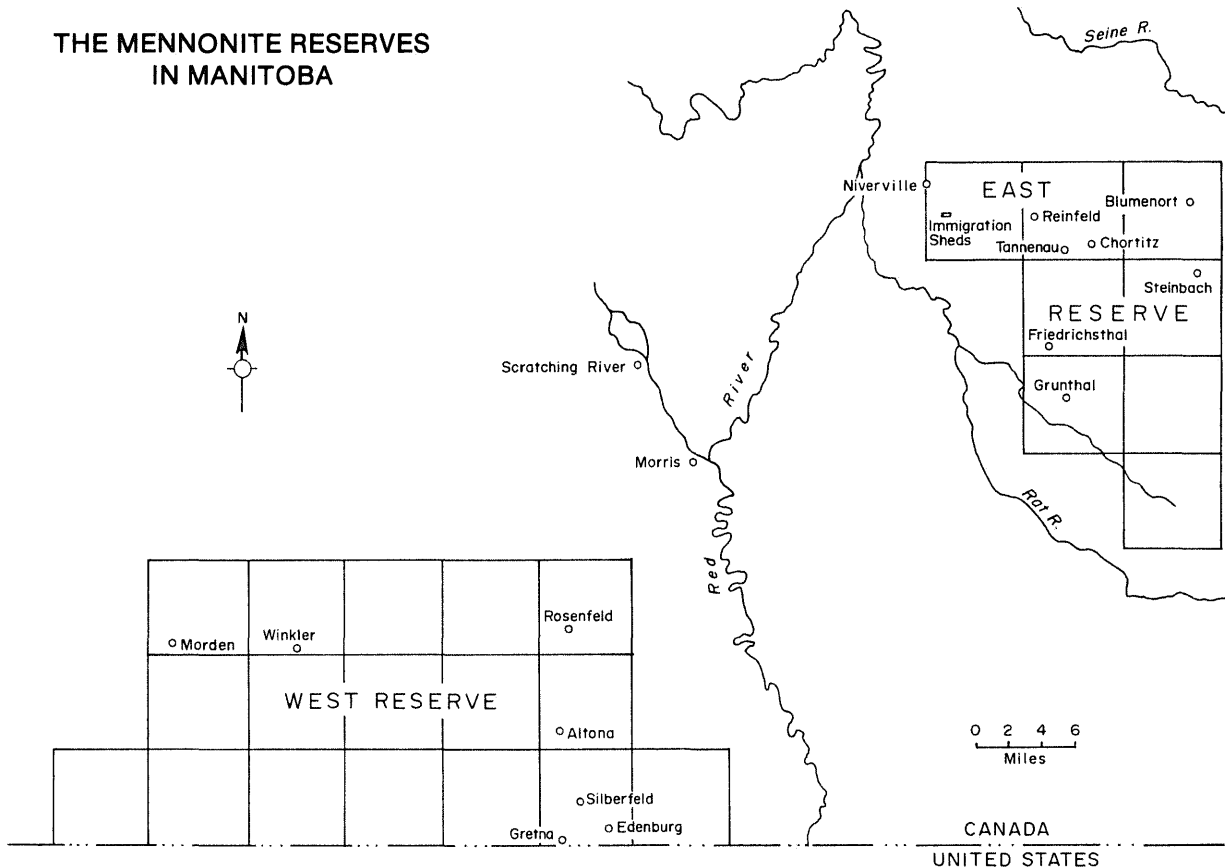 THE MENNONITE RESERVES
IN MANITOBA
Seine R.
Niverville
EAST
Blumenort
Immigration
Sheds
Reinfeld
Tannenau
Chortitz
Steinbach
RESERVE
Friedrichsthal
Grunthal
N
Scratching River
River
Morris
Rat R.
Red
Rosenfeld
Morden
Winkler
WEST RESERVE
Altona
0 2 4 6
Miles
Silberfeld
Edenburg
Gretna
CANADA
UNITED STATES